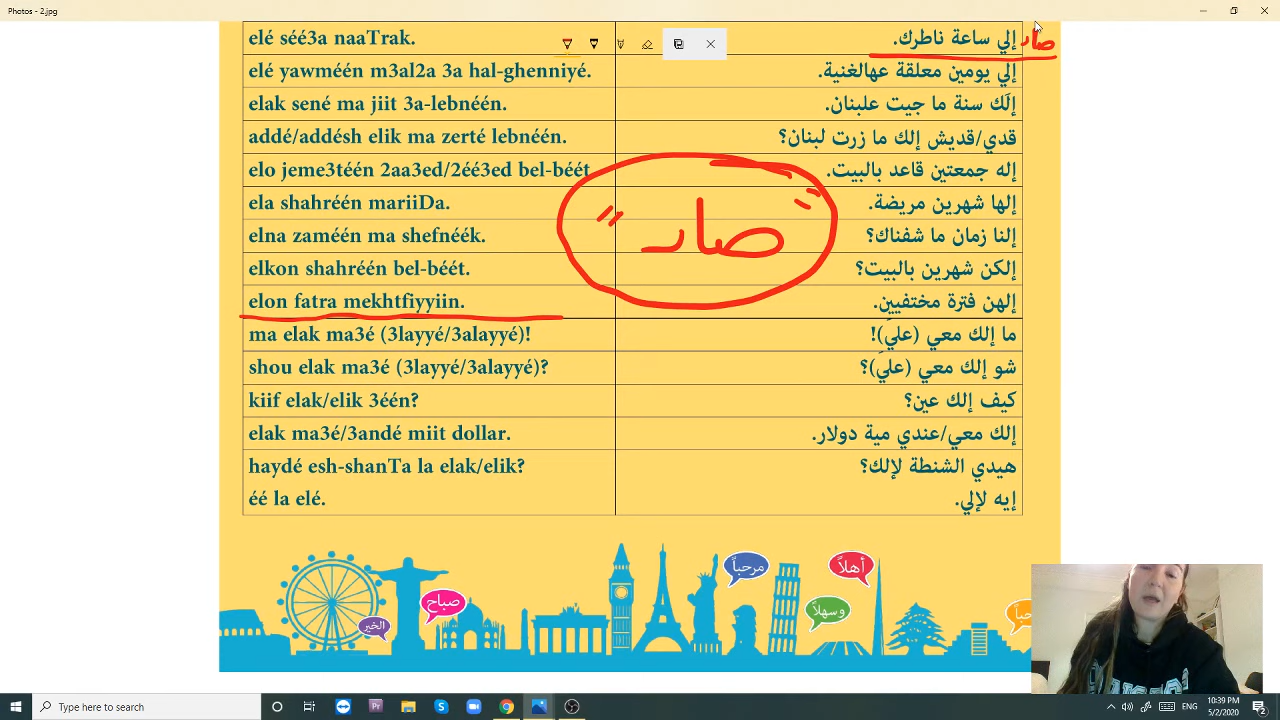 Photos - 2.jpg
elé séé3a naaTrak.
صار إلي ساعة ناطرك.
elé yawméén m3al2a 3a hal-ghenniyé.
إلي يومين معلقة عهالغنية.
elak sené ma jiit 3a-lebnéén.
إلَك سنة ما جيت علبنان.
addé/addésh elik ma zerté lebnéén.
قدي/قديش إلك ما زرت لبنان؟
elo jeme3téén 2aa3ed/2éé3ed bel-béét
إله جمعتين قاعد بالبيت.
ela shahréén mariiDa.
إلها شهرين مريضة.
elna zaméén ma shefnéék.
إلنا زمان ما شفناك؟
elkon shahréén bel-béét.
إلكن شهرين بالبيت؟
elon fatra mekhtfiyyiin.
إلهن فترة مختفيين.
"صار"
ma elak ma3é (3layyé/3alayyé)!
ما إلك معي (علي)!
shou elak ma3é (3layyé/3alayyé)?
شو إلك معي (عليَ)؟
kiif elak/elik 3één?
كيف إلك عين؟
elak ma3é/3andé miit dollar.
إلك معي/عندي مية دولار.
haydé esh-shanTa la elak/elik?
هيدي الشنطة لإلك؟
éé la elé.
إيه لإلي.
مرحباً
أهلاً
وسهلاً
صباح
الخير
Type here to search
ENG
10:39 PM
5/2/2020